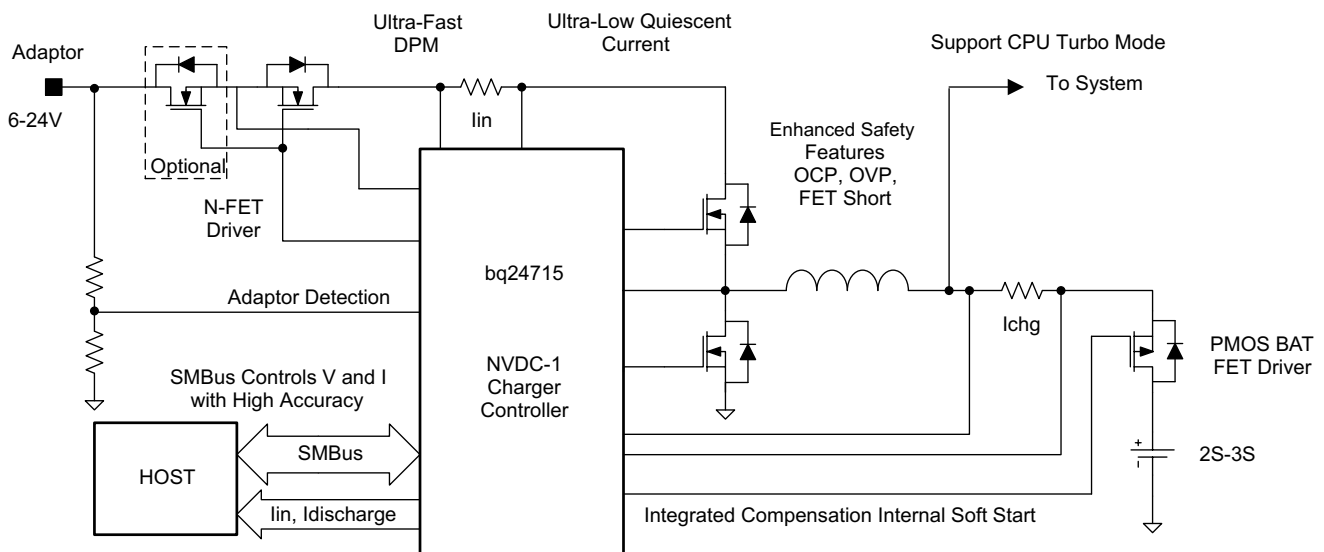 Ultra-Fast
DPM
Ultra-Low Quiescent
Current
Support CPU Turbo Mode
Adaptor
To System
6-24V
Iin
Enhanced Safety
Features
OCP, OVP,
FET Short
Optional
N-FET
Driver
bq24715
Adaptor Detection
Ichg
NVDC-1
Charger
Controller
PMOS BAT
FET Driver
SMBus Controls V and I
with High Accuracy
SMBus
HOST
+
-
2S-3S
Iin, Idischarge
Integrated Compensation Internal Soft Start